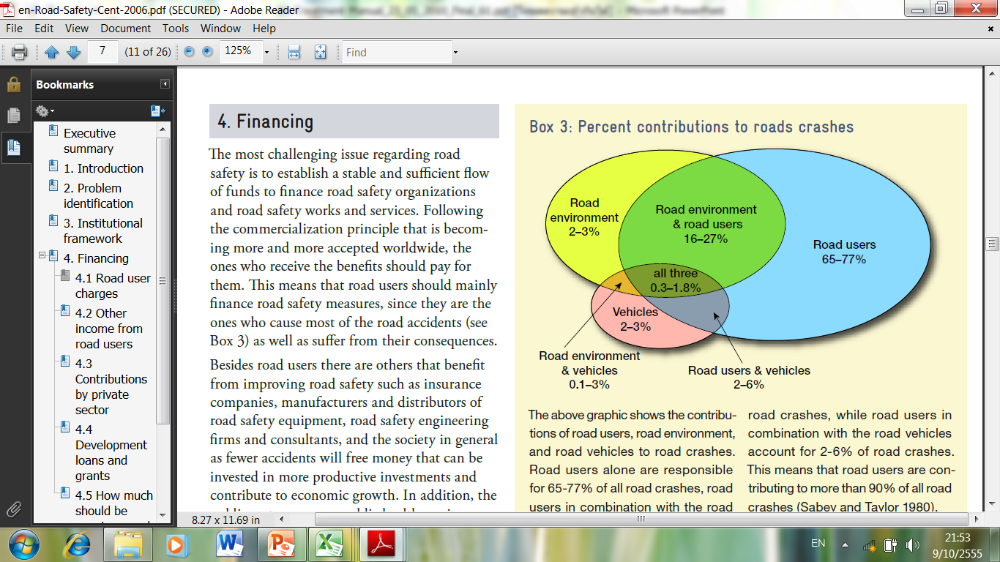 en-Road-Safety-Cent-2006.pdf (SECURED) - Adobe Reader
File Edit View Document Tools Window Help
7 (11 of 26) 125% Find
Bookmarks
Executive
summary
1. Introduction
2. Problem
identification
3. Institutional
framework
4. Financing
4.1 Road user
charges
4.2 Other
income from
road users
4.3
Contributions
by private
sector
4.4
Development
loans and
grants
4.5 How much
should be
4. Financing
The most challenging issue regarding road
safety is to establish a stable and sufficient flow
of funds to finance road safety organizations
and road safety works and services. Following
the commercialization principle that is becom-
ing more and more accepted worldwide, the
ones who receive the benefits should pay for
them. This means that road users should mainly
finance road safety measures, since they are the
ones who cause most of the road accidents (see
Box 3) as well as suffer from their consequences.
Besides road users there are others that benefit
from improving road safety such as insurance
companies, manufacturers and distributors of
road safety equipment, road safety engineering
firms and consultants, and the society in general
as fewer accidents will free money that can be
invested in more productive investments and
contribute to economic growth. In addition, the
Box 3: Percent contributions to roads crashes
Road
environment
2–3%
Road environment
& road users
16–27%
Road users
65–77%
all three
0.3–1.8%
Vehicles
2–3%
Road environment
& vehicles
0.1–3%
Road users & vehicles
2–6%
The above graphic shows the contribu-
tions of road users, road environment,
and road vehicles to road crashes.
Road users alone are responsible
for 65-77% of all road crashes, road
users in combination with the road
road crashes, while road users in
combination with the road vehicles
account for 2-6% of road crashes.
This means that road users are con-
tributing to more than 90% of all road
crashes (Sabey and Taylor 1980).
8.27 x 11.69 in
EN
21:53
9/10/2555